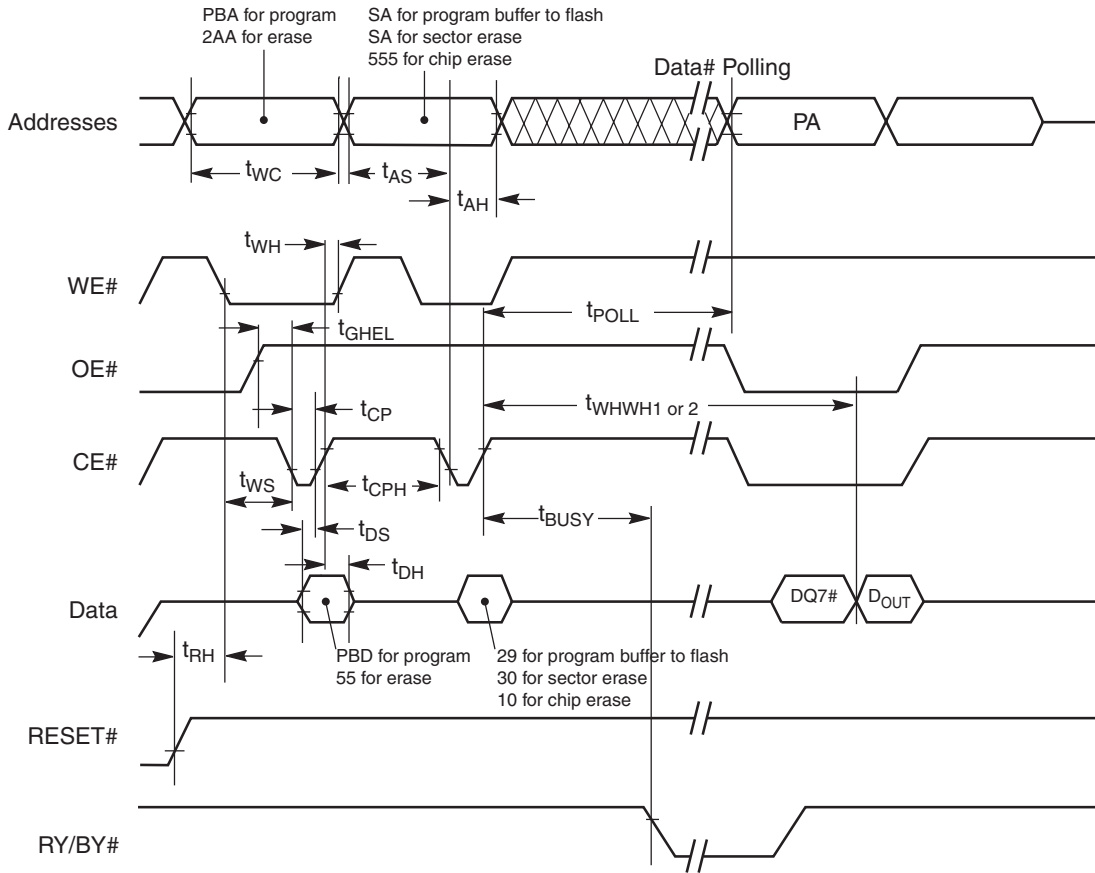 PBA for program
2AA for erase
SA for program buffer to flash
SA for sector erase
555 for chip erase
Data# Polling
Addresses
PA
tWC
tAS
tAH
tWH
WE#
tPOLL
tGHEL
OE#
tWHWH1 or 2
tCP
CE#
tWS
tCPH
tBUSY
tDS
tDH
Data
DQ7#
DOUT
tRH
PBD for program
55 for erase
29 for program buffer to flash
30 for sector erase
10 for chip erase
RESET#
RY/BY#